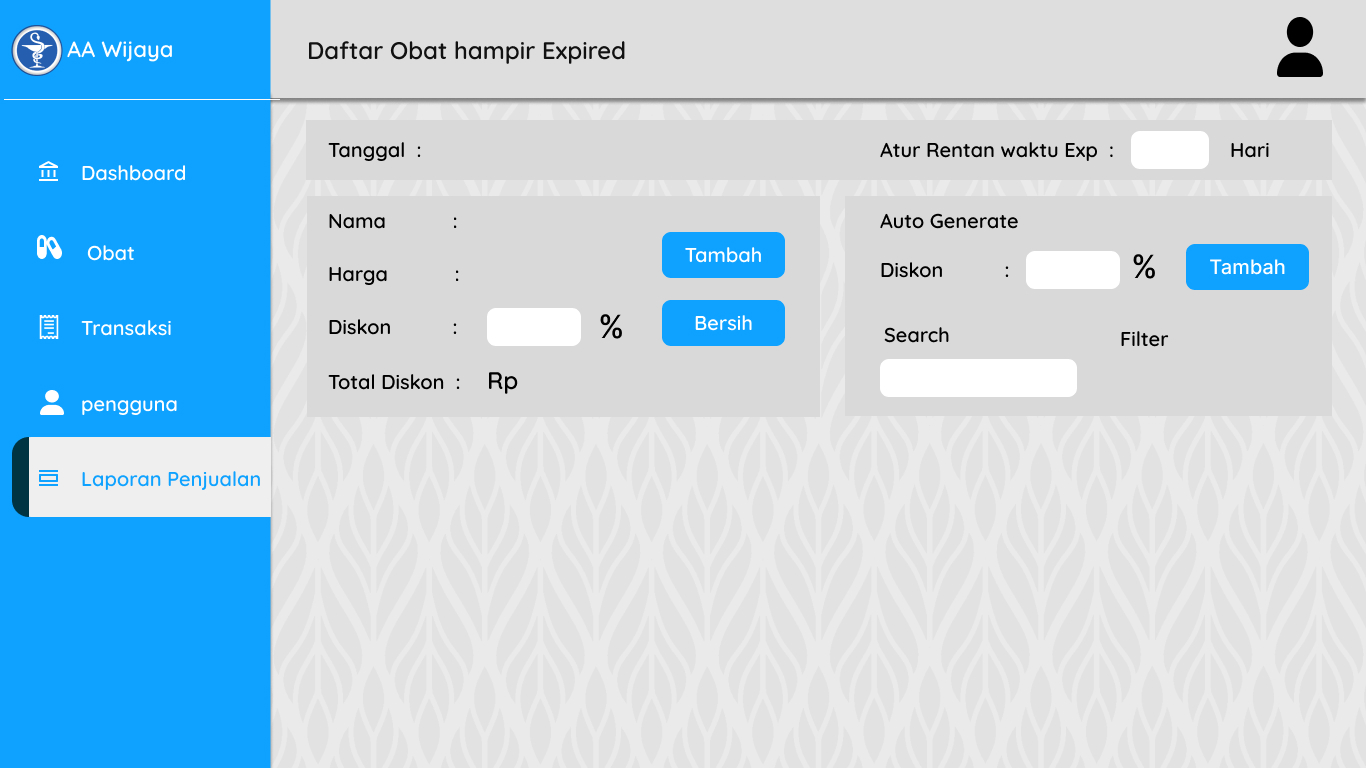 AA Wijaya
Daftar Obat hampir Expired
Dashboard
Obat
Transaksi
pengguna
Laporan Penjualan
Tanggal :
Atur Rentan waktu Exp : Hari
Nama :
Harga :
Diskon : %
Total Diskon : Rp
Tambah
Bersih
Auto Generate
Diskon : % Tambah
Search
Filter